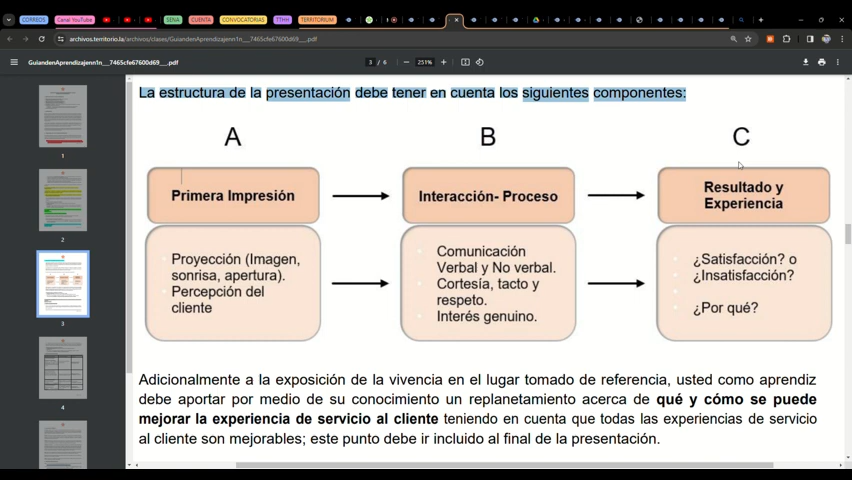 CORREOS Canal YouTube SENA CUENTA CONVOCATORIAS TTHH TERRITORIUM
archivos.territorio.la/archivos/clases/GuiandenAprendizajenn1n__7465cfe67600d69__.pdf
GuiandenAprendizajenn1n__7465cfe67600d69__.pdf
3 / 6
251%
1
2
3
4
La estructura de la presentación debe tener en cuenta los siguientes componentes:
A
B
C
Primera Impresión
Interacción- Proceso
Resultado y
Experiencia
Proyección (Imagen,
sonrisa, apertura).
Percepción del
cliente
Comunicación
Verbal y No verbal.
Cortesía, tacto y
respeto.
Interés genuino.
¿Satisfacción? o
¿Insatisfacción?
¿Por qué?
Adicionalmente a la exposición de la vivencia en el lugar tomado de referencia, usted como aprendiz
debe aportar por medio de su conocimiento un replanetamiento acerca de qué y cómo se puede
mejorar la experiencia de servicio al cliente teniendo en cuenta que todas las experiencias de servicio
al cliente son mejorables; este punto debe ir incluido al final de la presentación.